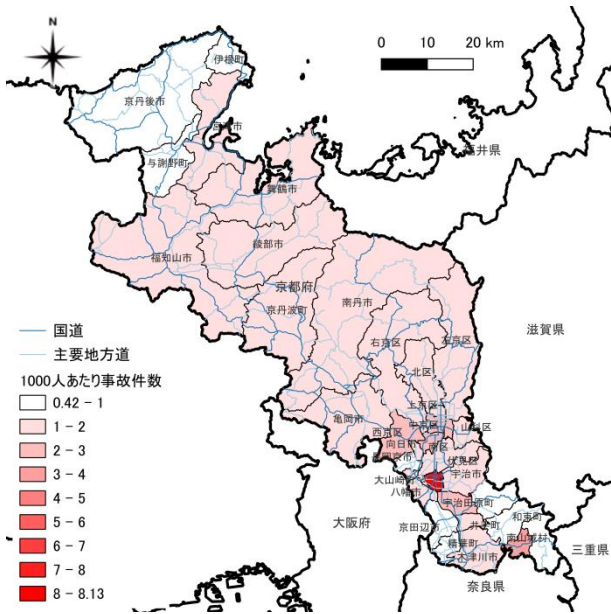 N
0 10 20 km
伊根町
京丹後市
宮津市
与謝野町
福井県
舞鶴市
綾部市
福知山市
京都府
南丹市
京丹波町
滋賀県
右京区
左京区
北区
上京区
亀岡市
中京区
山科区
西京区
向日市
南区
長岡京市
伏見区
宇治市
大山崎町
八幡市
宇治田原町
和束町
大阪府
京田辺市
井手町
南山城村
精華町
木津川市
三重県
奈良県
国道
主要地方道
1000人あたり事故件数
0.42 - 1
1 - 2
2 - 3
3 - 4
4 - 5
5 - 6
6 - 7
7 - 8
8 - 8.13